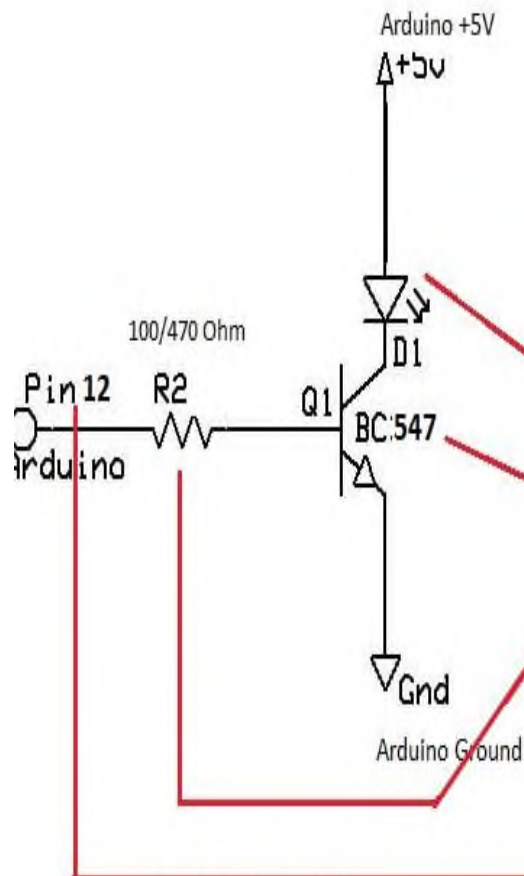 Arduino +5V
+5v
100/470 Ohm
D1
Pin 12
R2
Q1
BC547
Arduino
Gnd
Arduino Ground